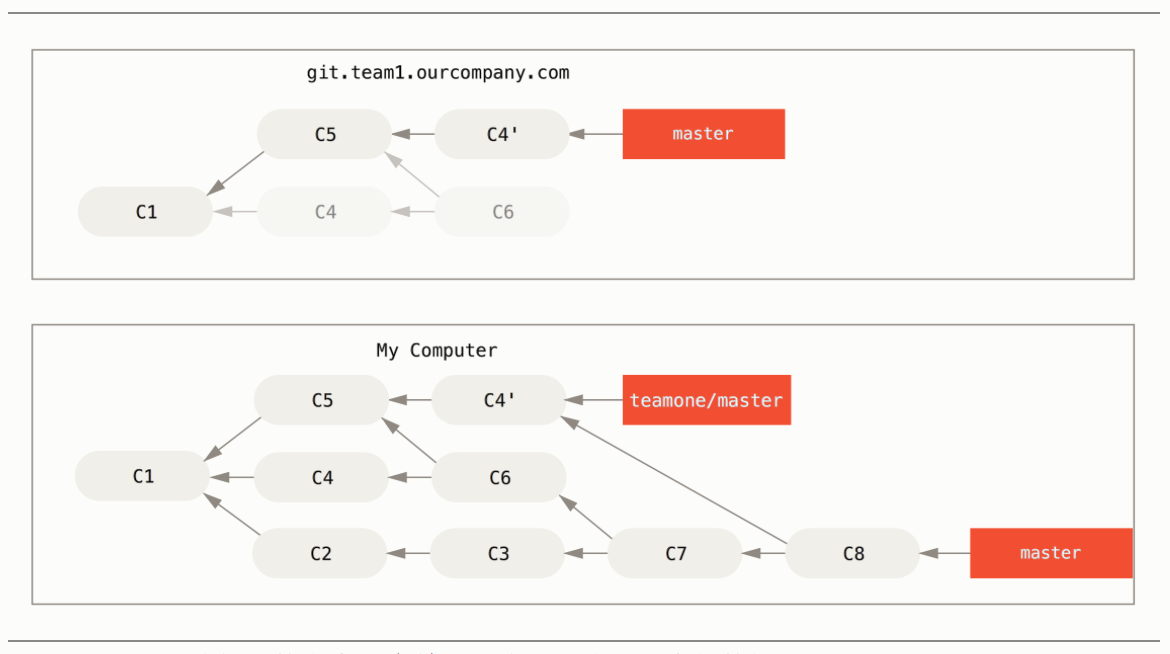 git.team1.ourcompany.com
C5 C4' master
C1 C4 C6
My Computer
C5 C4' teamone/master
C1 C4 C6
C2 C3 C7 C8 master